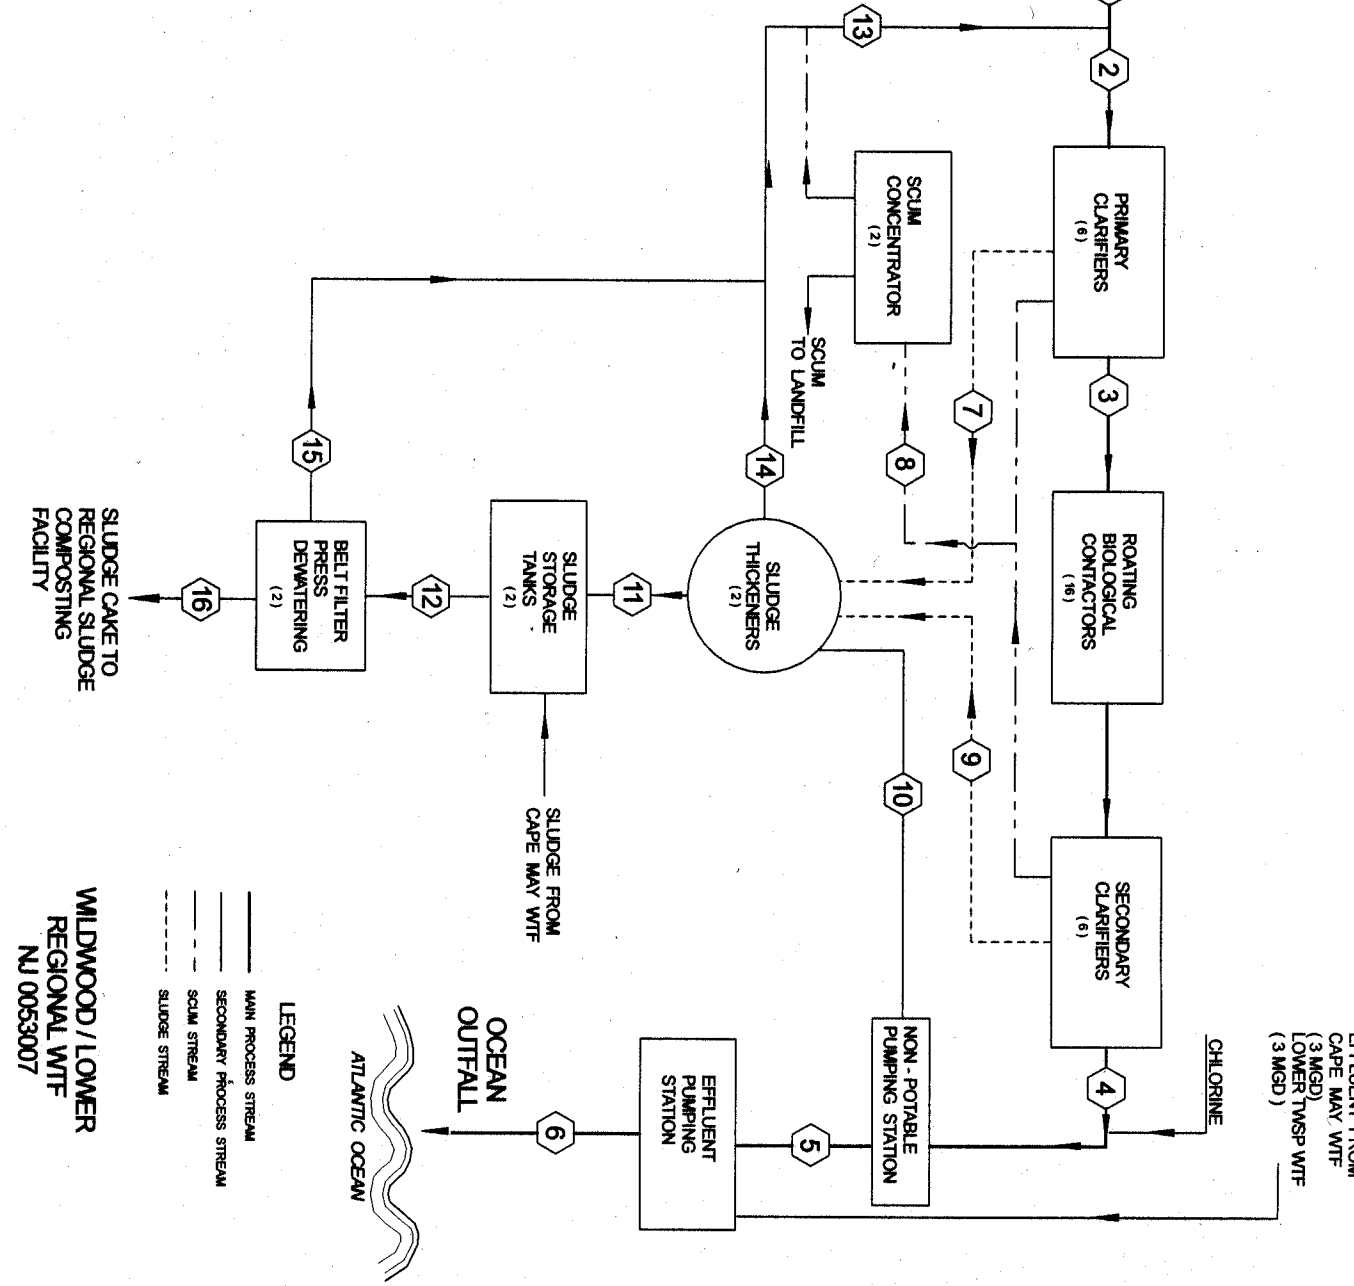 2
PRIMARY
CLARIFIERS
(6)
3
ROATING
BIOLOGICAL
CONTACTORS
(16)
SECONDARY
CLARIFIERS
(6)
4
CHLORINE
CAPE MAY WTF
(3 MGD)
LOWER TWSP WTF
(3 MGD)
13
SCUM
CONCENTRATOR
(2)
SCUM
TO LANDFILL
7
8
9
10
NON - POTABLE
PUMPING STATION
14
SLUDGE
THICKENERS
(2)
5
EFFLUENT
PUMPING
STATION
11
SLUDGE
STORAGE
TANKS
(2)
SLUDGE FROM
CAPE MAY WTF
6
OCEAN
OUTFALL
ATLANTIC OCEAN
15
12
BELT FILTER
PRESS
DEWATERING
(2)
16
SLUDGE CAKE TO
REGIONAL SLUDGE
COMPOSTING
FACILITY
LEGEND
MAIN PROCESS STREAM
SECONDARY PROCESS STREAM
SCUM STREAM
SLUDGE STREAM
WILDWOOD / LOWER
REGIONAL WTF
NJ 0053007